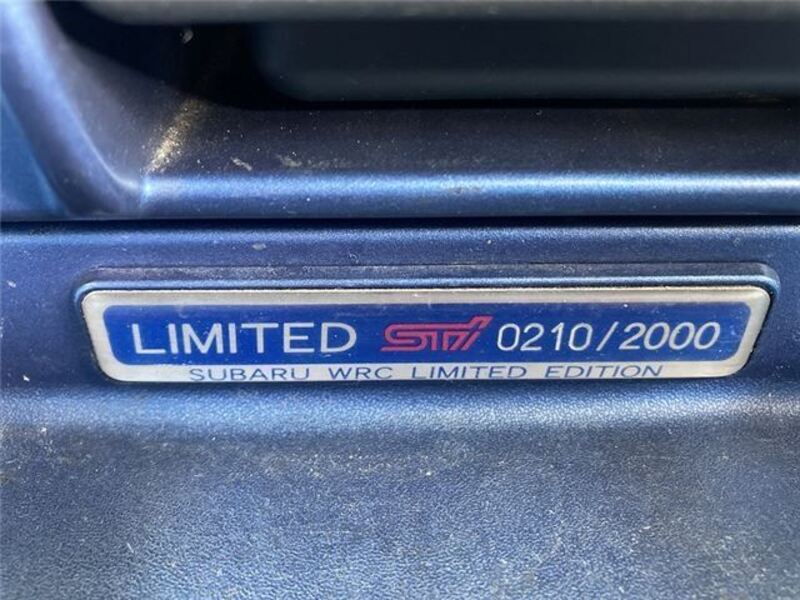 LIMITED STi 0210/2000
SUBARU WRC LIMITED EDITION